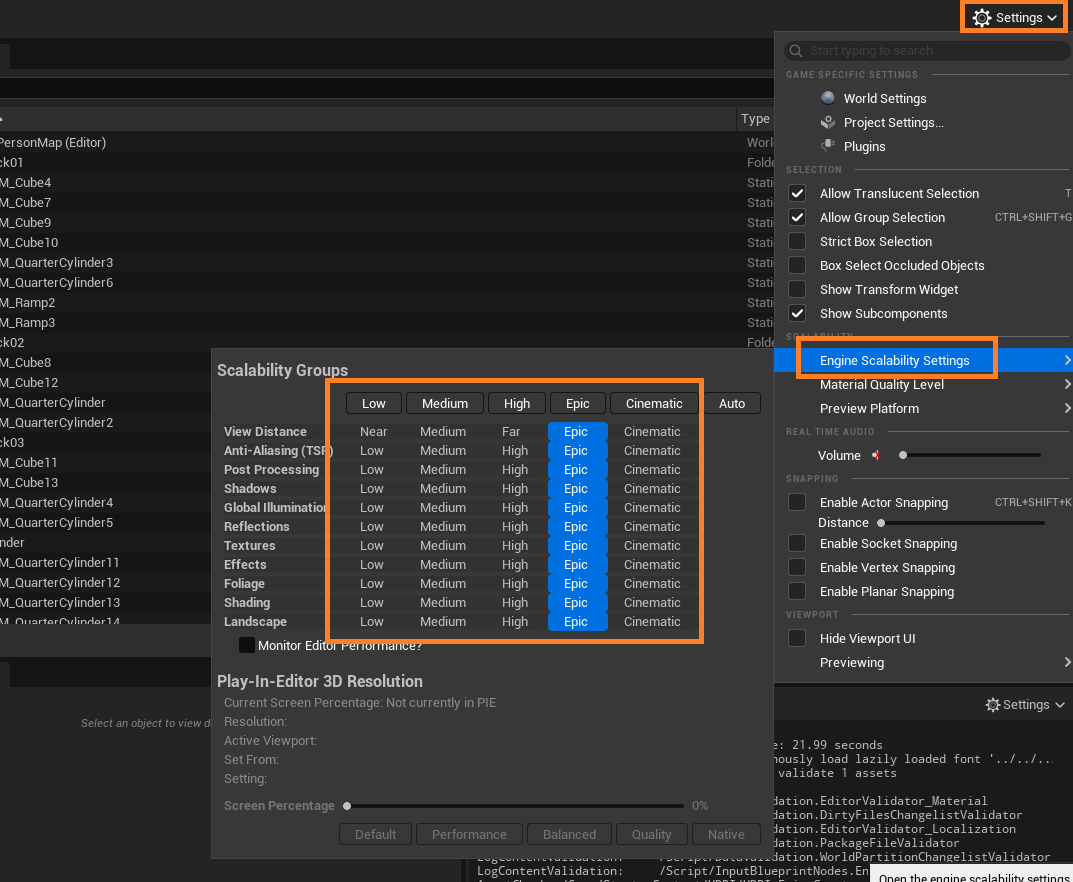 Settings
Start typing to search
GAME SPECIFIC SETTINGS
World Settings
Project Settings...
Plugins
SELECTION
Allow Translucent Selection T
Allow Group Selection CTRL+SHIFT+G
Strict Box Selection
Box Select Occluded Objects
Show Transform Widget
Show Subcomponents
SCALABILITY
Engine Scalability Settings
Material Quality Level
Preview Platform
REAL TIME AUDIO
Volume
SNAPPING
Enable Actor Snapping CTRL+SHIFT+K
Distance
Enable Socket Snapping
Enable Vertex Snapping
Enable Planar Snapping
VIEWPORT
Hide Viewport UI
Previewing
Type
PersonMap (Editor) Worl
ck01 Folde
M_Cube4 Stati
M_Cube7 Stati
M_Cube9 Stati
M_Cube10 Stati
M_QuarterCylinder3 Stati
M_QuarterCylinder6 Stati
M_Ramp2 Stati
M_Ramp3 Stati
ck02 Folde
M_Cube8
M_Cube12
M_QuarterCylinder
M_QuarterCylinder2
ck03
M_Cube11
M_Cube13
M_QuarterCylinder4
M_QuarterCylinder5
nder
M_QuarterCylinder11
M_QuarterCylinder12
M_QuarterCylinder13
M_QuarterCylinder14
Select an object to view d
Scalability Groups
Low Medium High Epic Cinematic Auto
View Distance Near Medium Far Epic Cinematic
Anti-Aliasing (TSR) Low Medium High Epic Cinematic
Post Processing Low Medium High Epic Cinematic
Shadows Low Medium High Epic Cinematic
Global Illumination Low Medium High Epic Cinematic
Reflections Low Medium High Epic Cinematic
Textures Low Medium High Epic Cinematic
Effects Low Medium High Epic Cinematic
Foliage Low Medium High Epic Cinematic
Shading Low Medium High Epic Cinematic
Landscape Low Medium High Epic Cinematic
Monitor Editor Performance?
Play-In-Editor 3D Resolution
Current Screen Percentage: Not currently in PIE
Resolution:
Active Viewport:
Set From:
Setting:
Screen Percentage 0%
Default Performance Balanced Quality Native
Settings
e: 21.99 seconds
nously load lazily loaded font '../../...
validate 1 assets
dation.EditorValidator_Material
dation.DirtyFilesChangelistValidator
dation.EditorValidator_Localization
dation.PackageFileValidator
LogContentValidation: /Script/DataValidation.WorldPartitionChangelistValidator
LogContentValidation: /Script/InputBlueprintNodes.En
Open the engine scalability settings